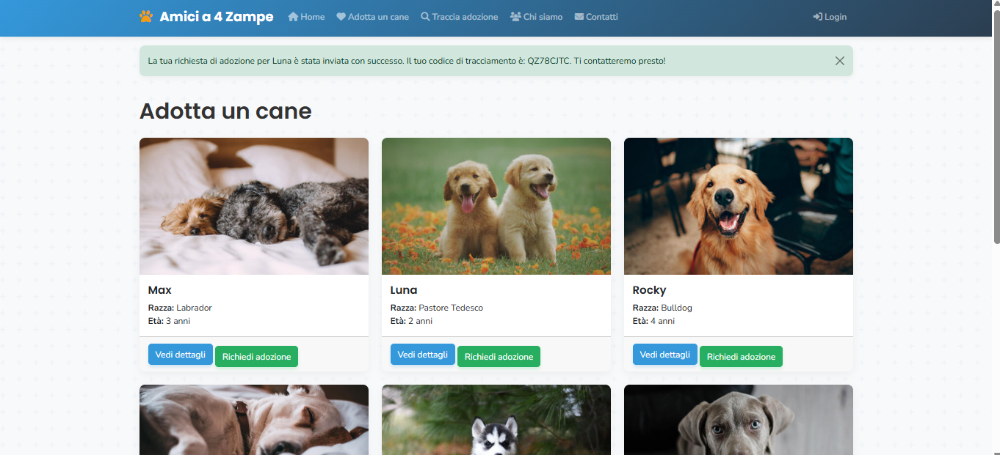 Amici a 4 Zampe Home Adotta un cane Traccia adozione Chi siamo Contatti Login
La tua richiesta di adozione per Luna è stata inviata con successo. Il tuo codice di tracciamento è: QZ78CJTC. Ti contatteremo presto!
Adotta un cane
Max
Razza: Labrador
Età: 3 anni
Vedi dettagli Richiedi adozione
Luna
Razza: Pastore Tedesco
Età: 2 anni
Vedi dettagli Richiedi adozione
Rocky
Razza: Bulldog
Età: 4 anni
Vedi dettagli Richiedi adozione